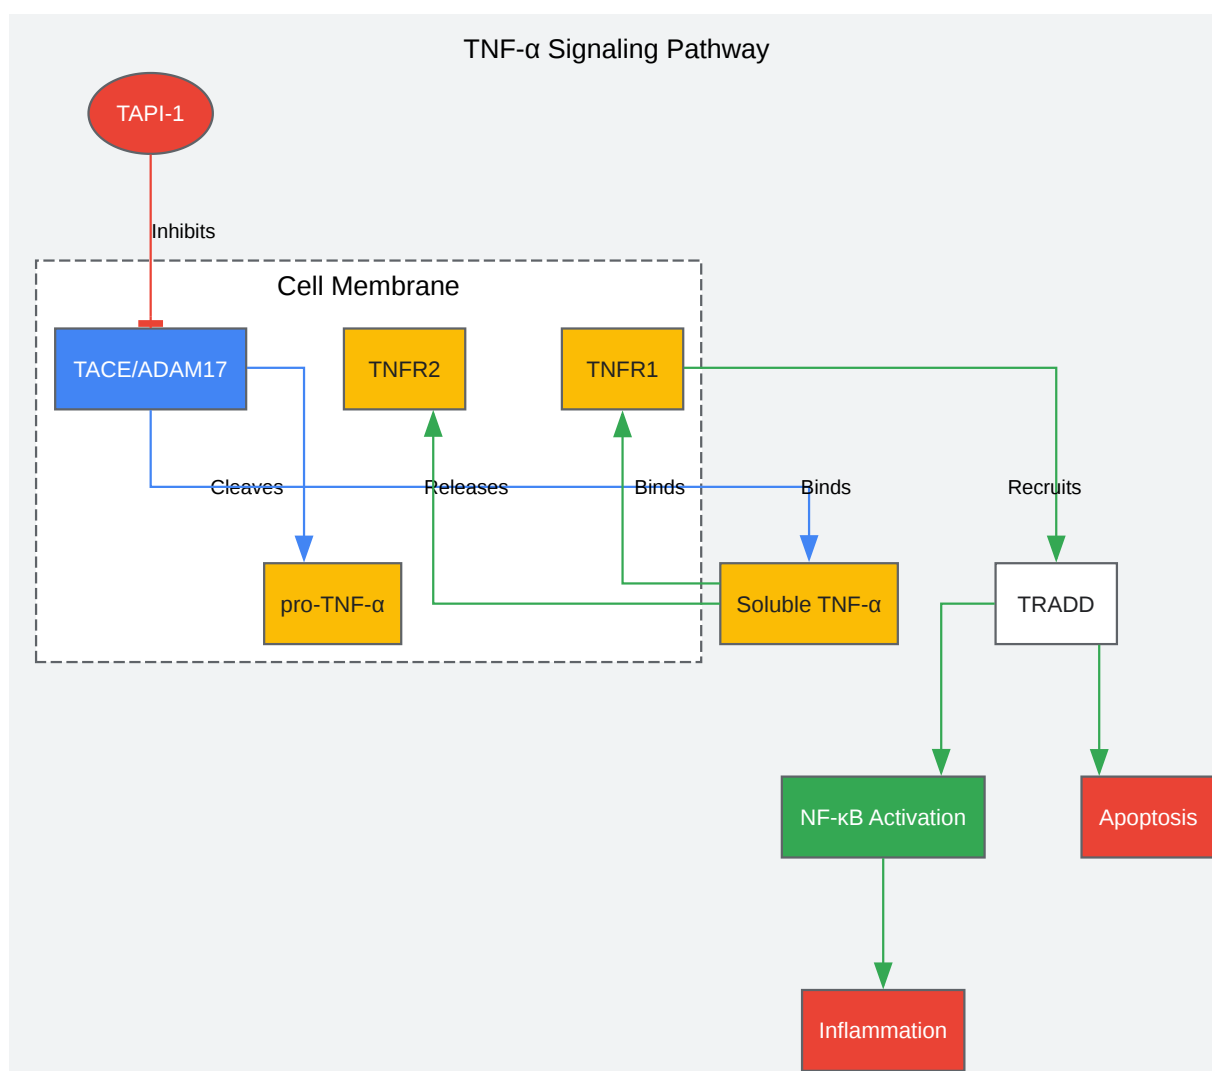 TNF-α Signaling Pathway
TAPI-1
Inhibits
Cell Membrane
TACE/ADAM17
TNFR2
TNFR1
Cleaves
Releases
Binds
Binds
Recruits
pro-TNF-α
Soluble TNF-α
TRADD
NF-κB Activation
Apoptosis
Inflammation